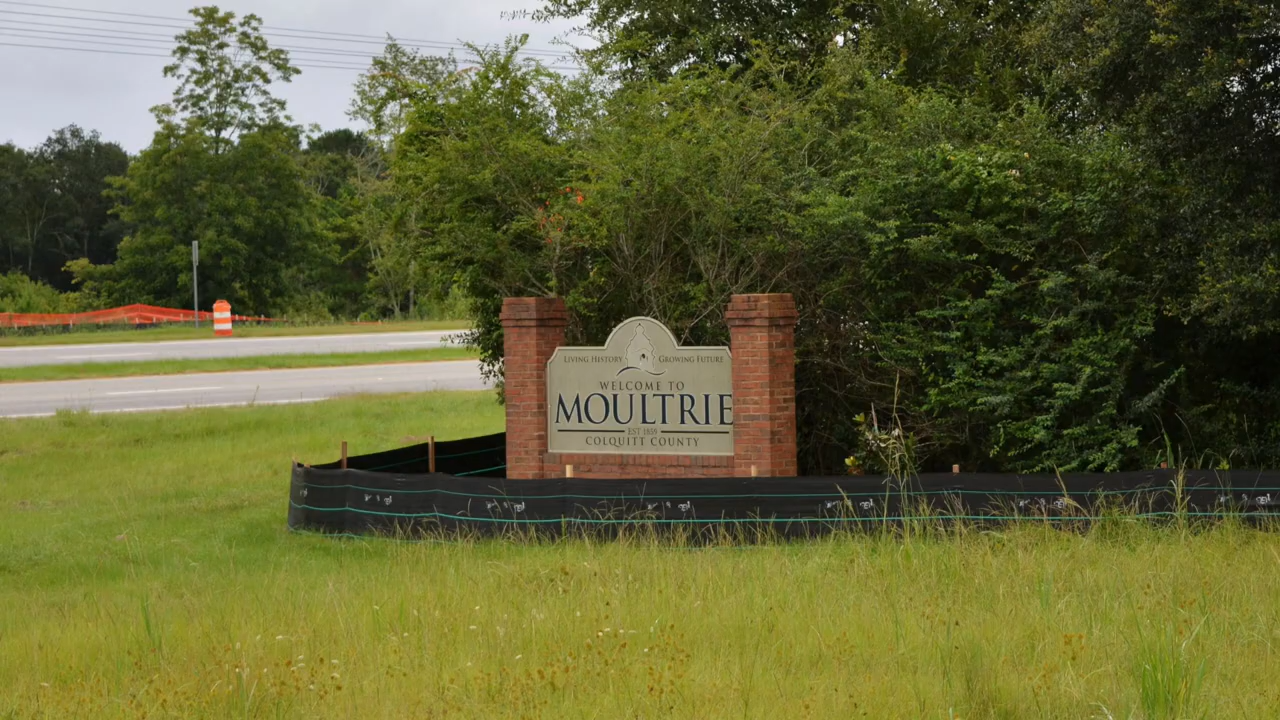 LIVING HISTORY GROWING FUTURE
WELCOME TO
MOULTRIE
EST 1859
COLQUITT COUNTY